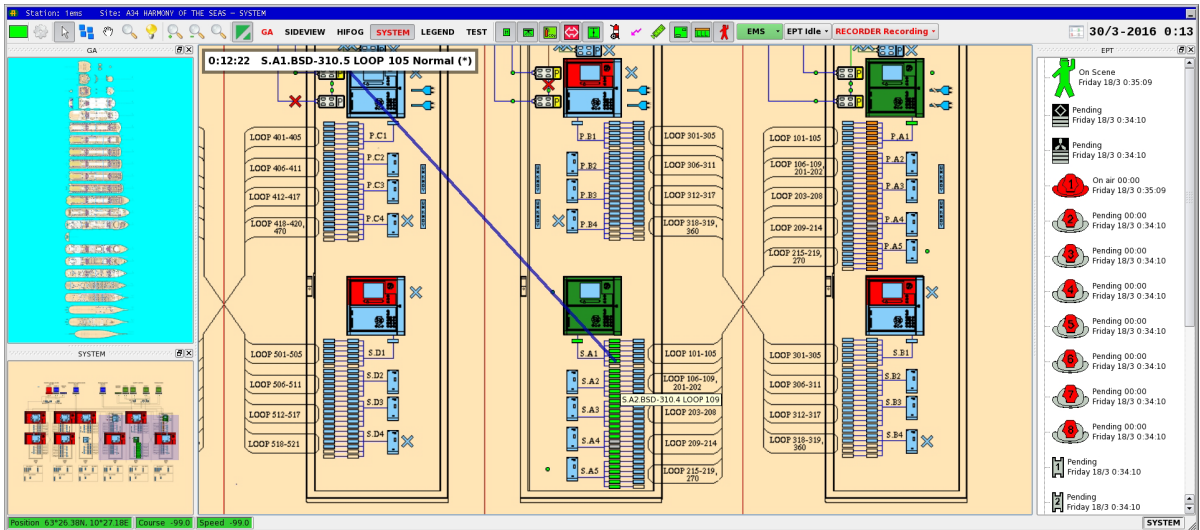 Station: iems Site: A34 HARMONY OF THE SEAS - SYSTEM
GA SIDEVIEW HIFOG SYSTEM LEGEND TEST EMS EPT Idle RECORDER Recording 30/3-2016 0:13
GA
SYSTEM
0:12:22 S.A1.BSD-310.5 LOOP 105 Normal (*)
LOOP 401-405
LOOP 406-411
LOOP 412-417
LOOP 418-420,
470
P.C1
P.C2
P.C3
P.C4
P.B1
P.B2
P.B3
P.B4
LOOP 301-305
LOOP 306-311
LOOP 312-317
LOOP 318-319,
360
LOOP 101-105
LOOP 106-109,
201-202
LOOP 203-208
LOOP 209-214
LOOP 215-219,
270
P.A1
P.A2
P.A3
P.A4
P.A5
LOOP 501-505
LOOP 506-511
LOOP 512-517
LOOP 518-521
S.D1
S.D2
S.D3
S.D4
S.A1
S.A2
S.A3
S.A4
S.A5
LOOP 101-105
LOOP 106-109,
201-202
S.A2.BSD-310.4 LOOP 109
LOOP 203-208
LOOP 209-214
LOOP 215-219,
270
LOOP 301-305
LOOP 306-311
LOOP 312-317
LOOP 318-319,
360
S.B1
S.B2
S.B3
S.B4
EPT
On Scene
Friday 18/3 0:35:09
Pending
Friday 18/3 0:34:10
Pending
Friday 18/3 0:34:10
1
On air 00:00
Friday 18/3 0:35:09
2
Pending 00:00
Friday 18/3 0:34:10
3
Pending 00:00
Friday 18/3 0:34:10
4
Pending 00:00
Friday 18/3 0:34:10
5
Pending 00:00
Friday 18/3 0:34:10
6
Pending 00:00
Friday 18/3 0:34:10
7
Pending 00:00
Friday 18/3 0:34:10
8
Pending 00:00
Friday 18/3 0:34:10
1
Pending
Friday 18/3 0:34:10
2
Pending
Friday 18/3 0:34:10
Position 63°26.38N, 10°27.18E Course -99.0 Speed -99.0
SYSTEM